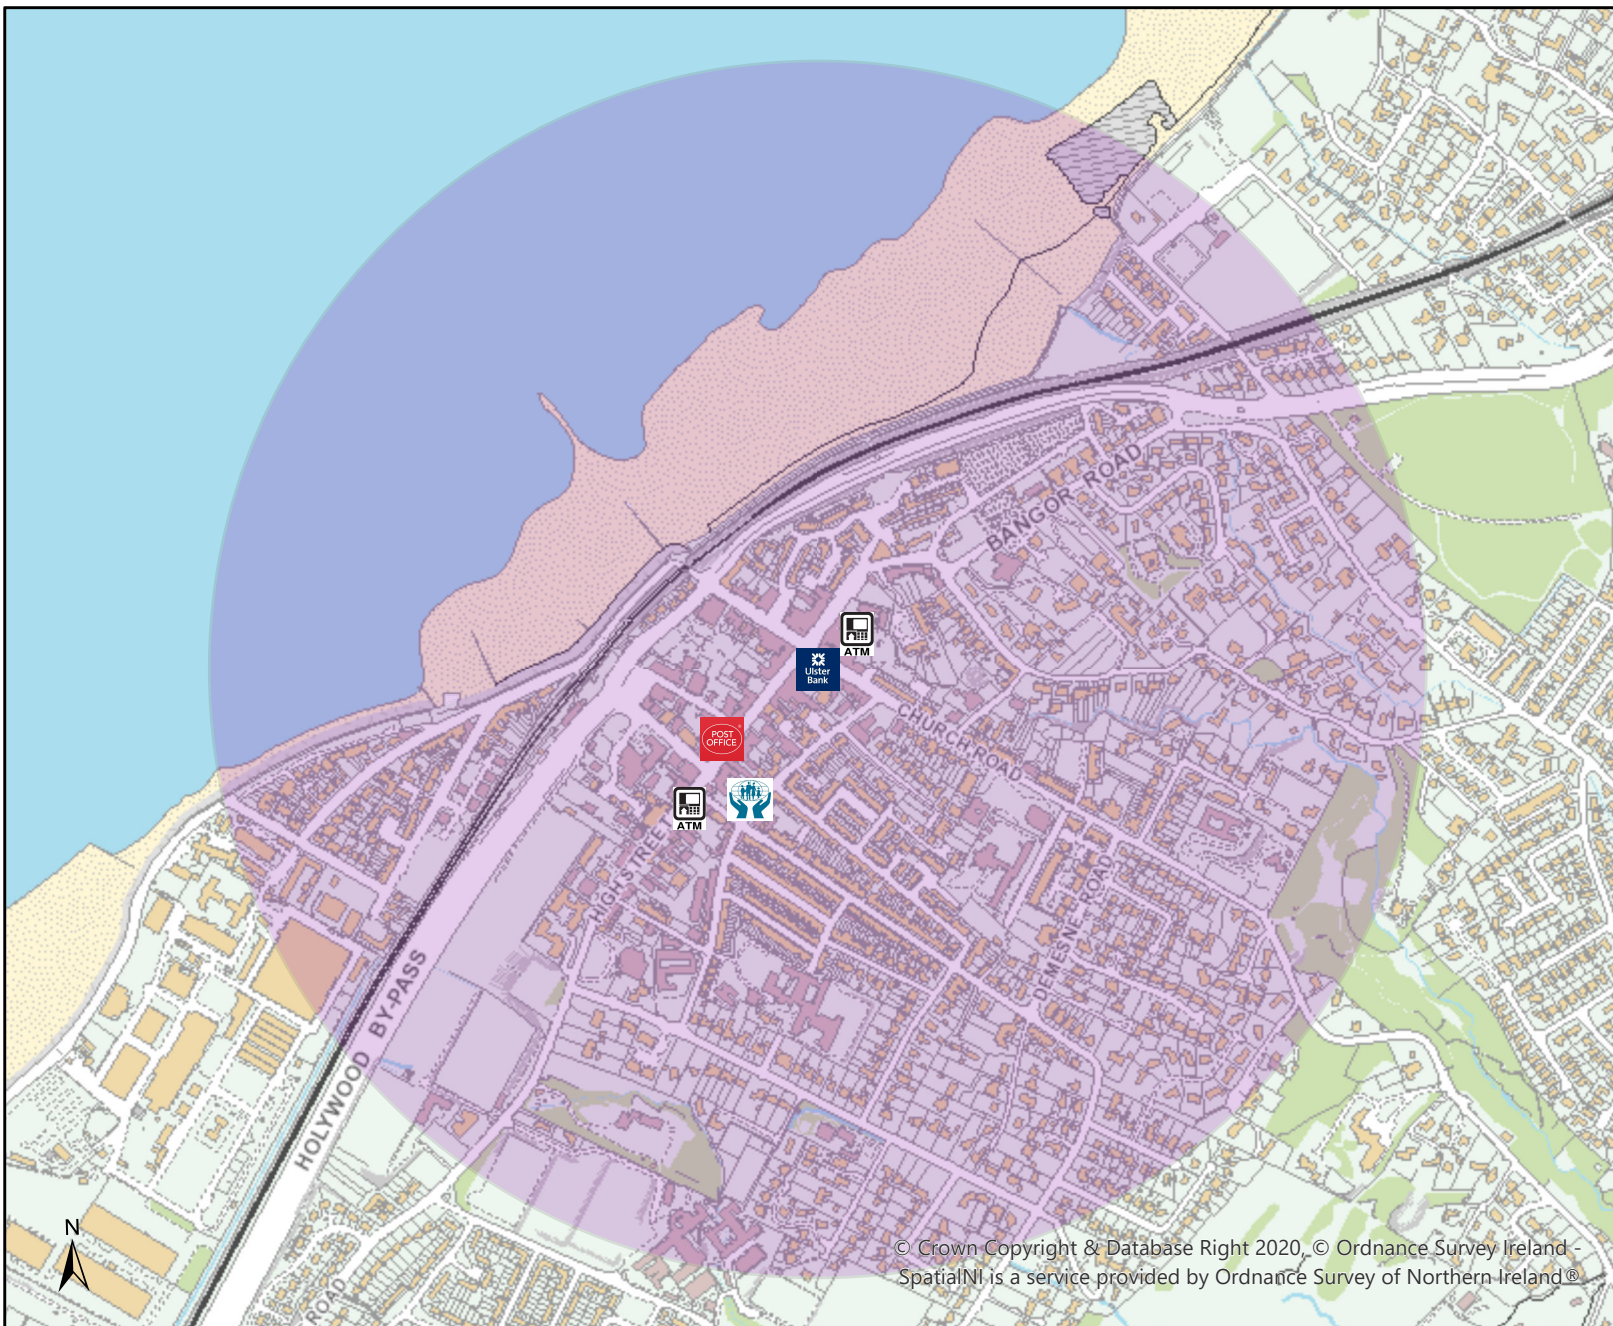 BANGOR ROAD
ATM
Ulster
Bank
CHURCH ROAD
POST
OFFICE
ATM
HIGH STREET
DEMESNE ROAD
HOLYWOOD BY-PASS
N
ROAD
© Crown Copyright & Database Right 2020, © Ordnance Survey Ireland -
SpatialNI is a service provided by Ordnance Survey of Northern Ireland®